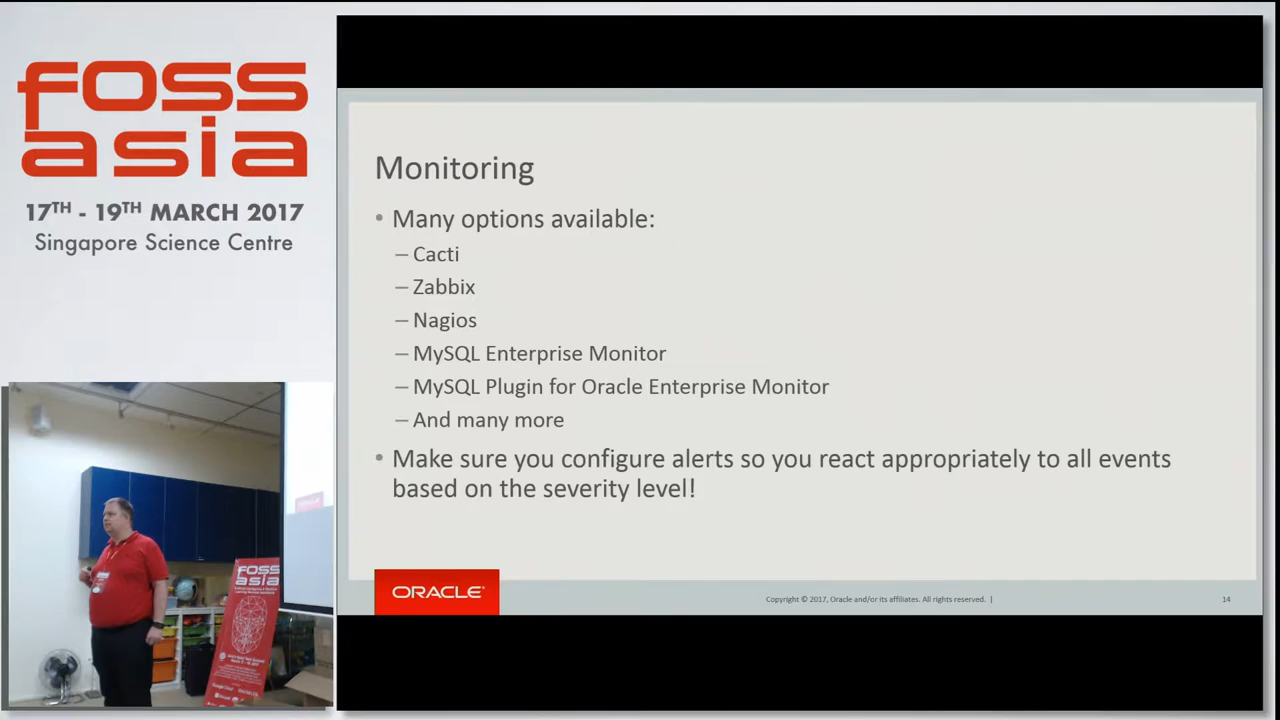 foss
asia
17TH - 19TH MARCH 2017
Singapore Science Centre
Monitoring
• Many options available:
– Cacti
– Zabbix
– Nagios
– MySQL Enterprise Monitor
– MySQL Plugin for Oracle Enterprise Monitor
– And many more
• Make sure you configure alerts so you react appropriately to all events
based on the severity level!
ORACLE®
Copyright © 2017, Oracle and/or its affiliates. All rights reserved. |
14
FOSS
asia